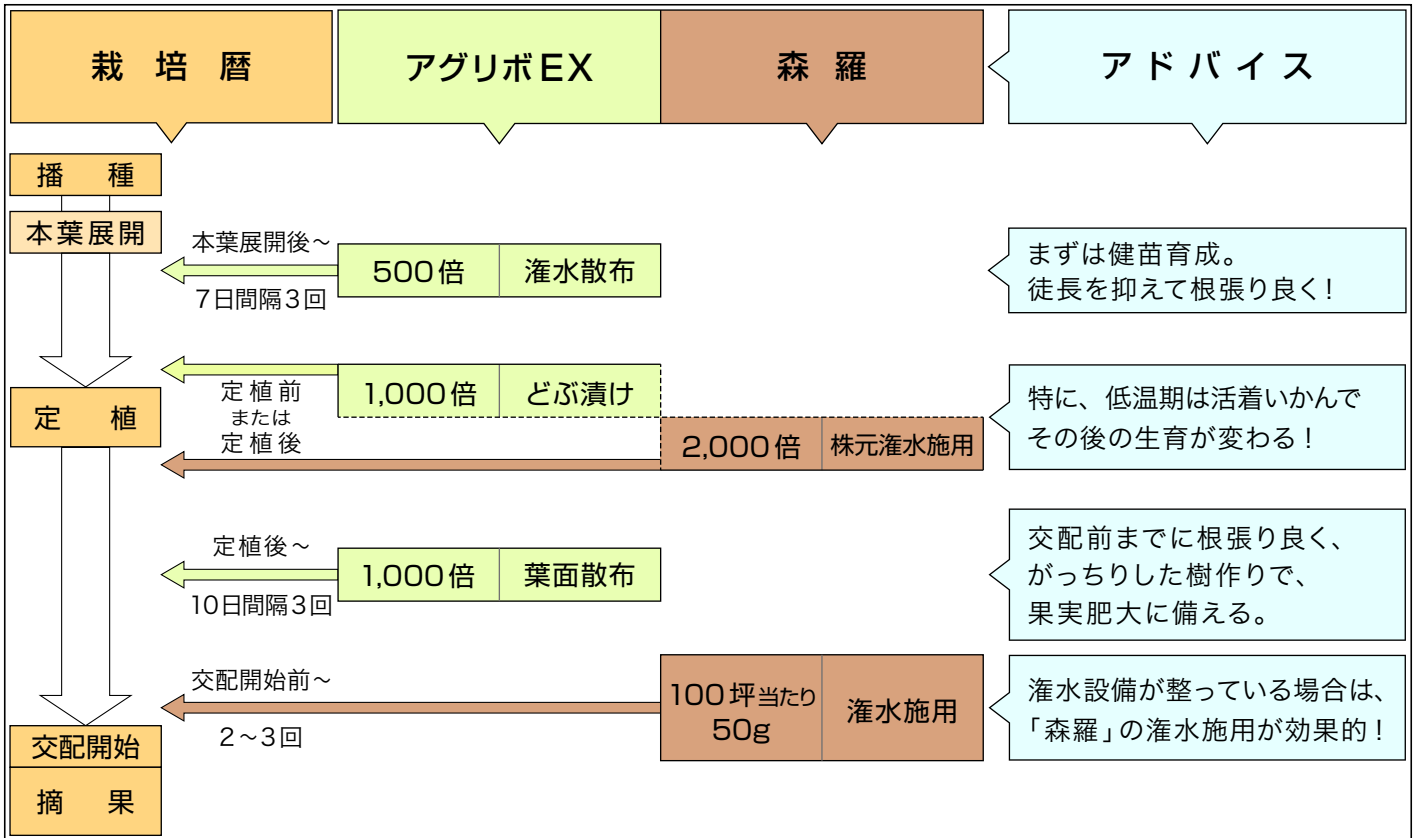 栽培暦
アグリボEX
森羅
アドバイス
播種
本葉展開
本葉展開後～
7日間隔3回
500倍 潅水散布
まずは健苗育成。
徒長を抑えて根張り良く！
定植
定植前
または
定植後
1,000倍 どぶ漬け
2,000倍 株元潅水施用
特に、低温期は活着いかんで
その後の生育が変わる！
定植後～
10日間隔3回
1,000倍 葉面散布
交配前までに根張り良く、
がっちりした樹作りで、
果実肥大に備える。
交配開始前～
2～3回
100坪当たり
50g
潅水施用
潅水設備が整っている場合は、
「森羅」の潅水施用が効果的！
交配開始
摘果